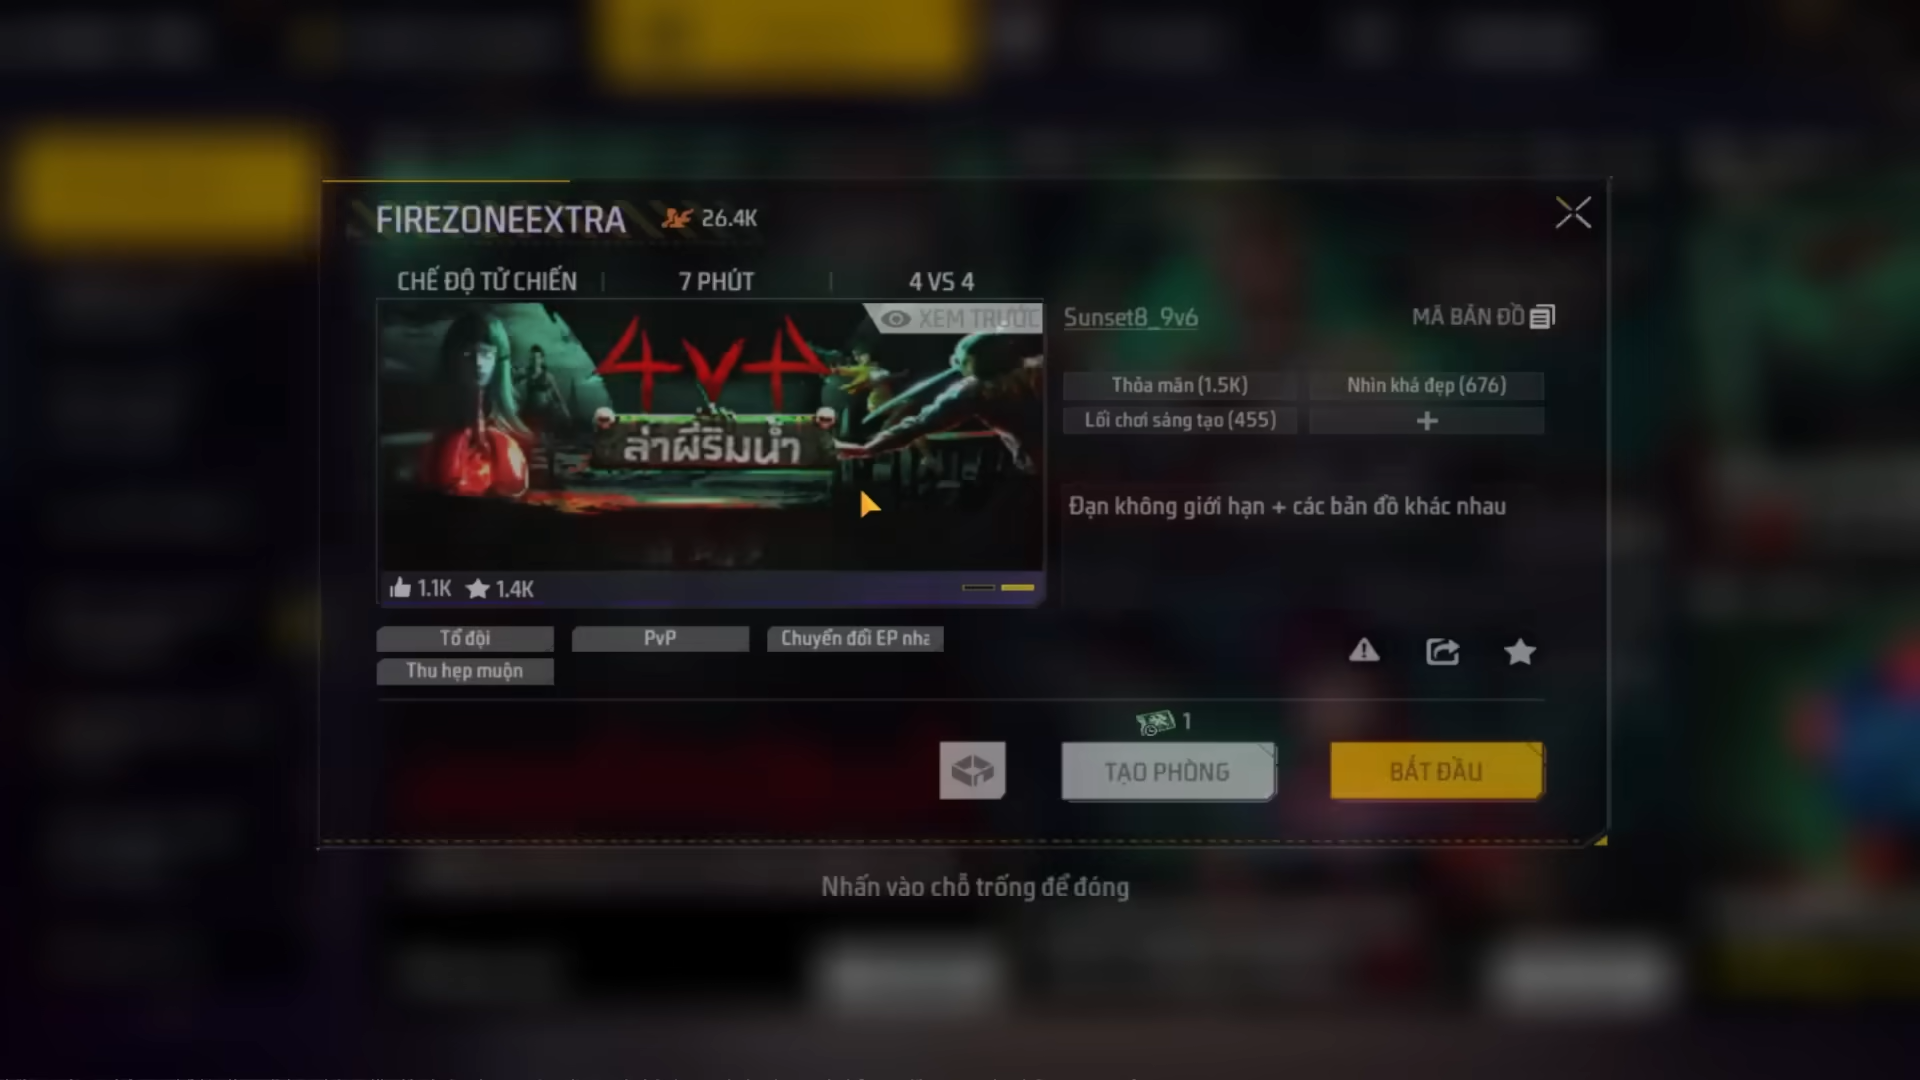 FIREZONEEXTRA 26.4K
CHẾ ĐỘ TỬ CHIẾN | 7 PHÚT | 4 VS 4
XEM TRƯỚC
4v4
ล่าผีริมน้ำ
1.1K 1.4K
Sunset8_9v6
MÃ BẢN ĐỒ
Thỏa mãn (1.5K)
Nhìn khá đẹp (676)
Lối chơi sáng tạo (455)
+
Đạn không giới hạn + các bản đồ khác nhau
Tổ đội
PvP
Chuyển đổi EP nha
Thu hẹp muộn
1
TẠO PHÒNG
BẮT ĐẦU
Nhấn vào chỗ trống để đóng